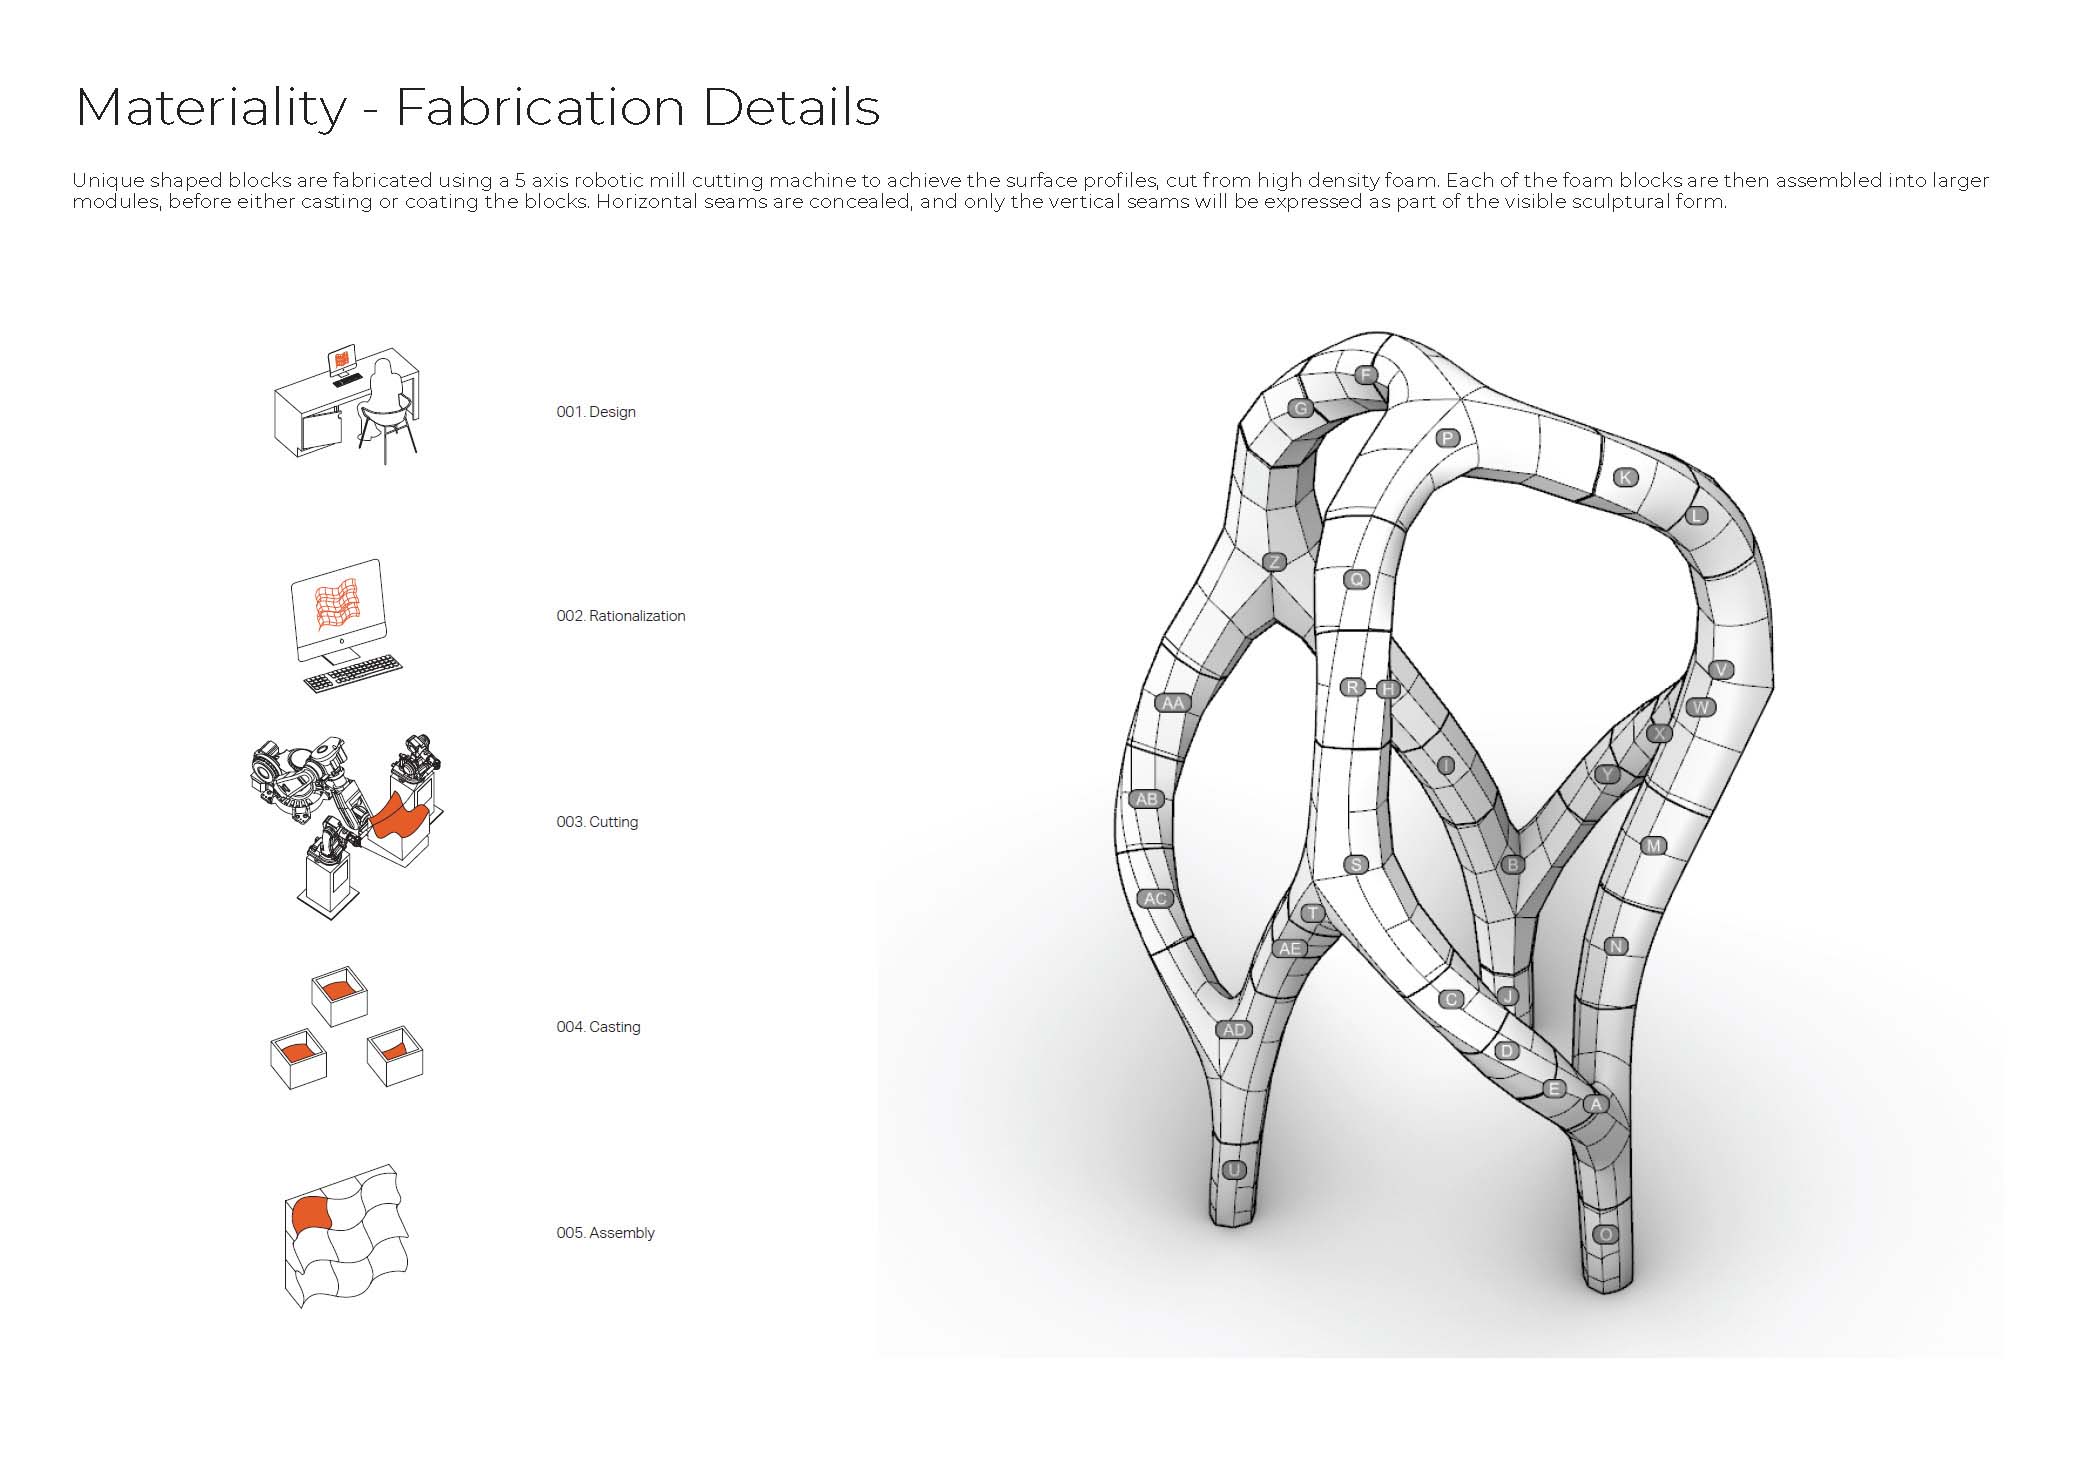 Materiality - Fabrication Details
Unique shaped blocks are fabricated using a 5 axis robotic mill cutting machine to achieve the surface profiles, cut from high density foam. Each of the foam blocks are then assembled into larger
modules, before either casting or coating the blocks. Horizontal seams are concealed, and only the vertical seams will be expressed as part of the visible sculptural form.
001. Design
002. Rationalization
003. Cutting
004. Casting
005. Assembly
F
G
P
K
L
Z
Q
V
R
H
AA
W
X
I
Y
AB
M
S
B
AC
T
AE
N
C
J
AD
D
E
A
U
O